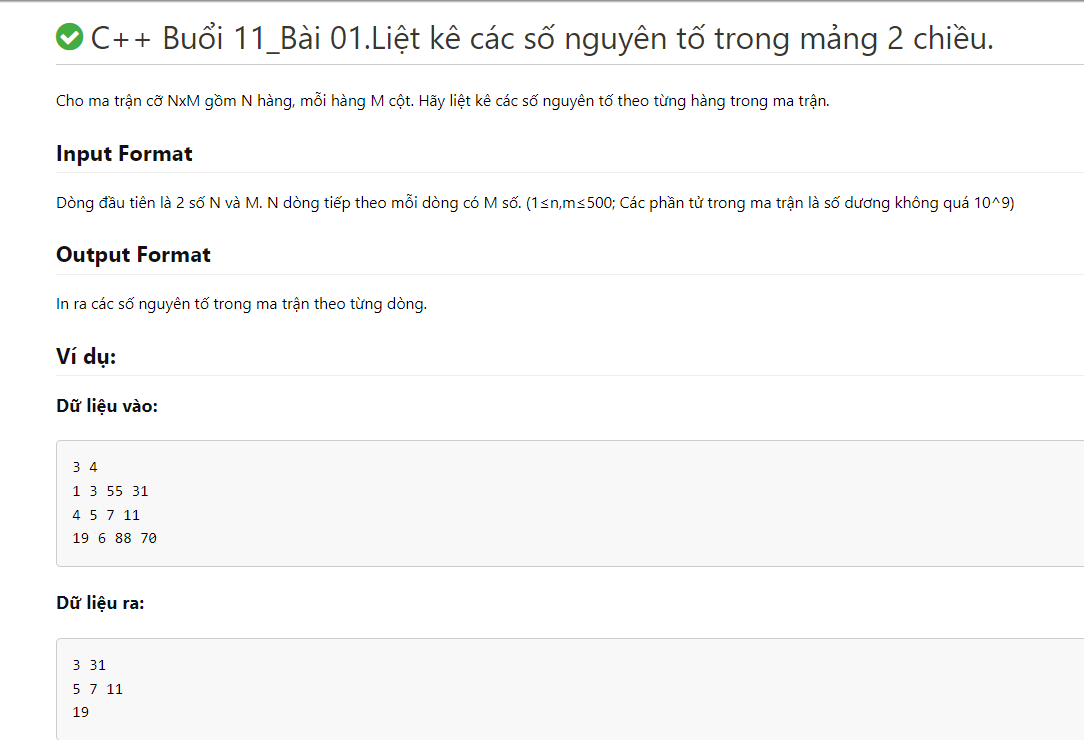 C++ Buổi 11_Bài 01.Liệt kê các số nguyên tố trong mảng 2 chiều.
Cho ma trận cỡ NxM gồm N hàng, mỗi hàng M cột. Hãy liệt kê các số nguyên tố theo từng hàng trong ma trận.
Input Format
Dòng đầu tiên là 2 số N và M. N dòng tiếp theo mỗi dòng có M số. (1≤n,m≤500; Các phần tử trong ma trận là số dương không quá 10^9)
Output Format
In ra các số nguyên tố trong ma trận theo từng dòng.
Ví dụ:
Dữ liệu vào:
3 4
1 3 55 31
4 5 7 11
19 6 88 70
Dữ liệu ra:
3 31
5 7 11
19